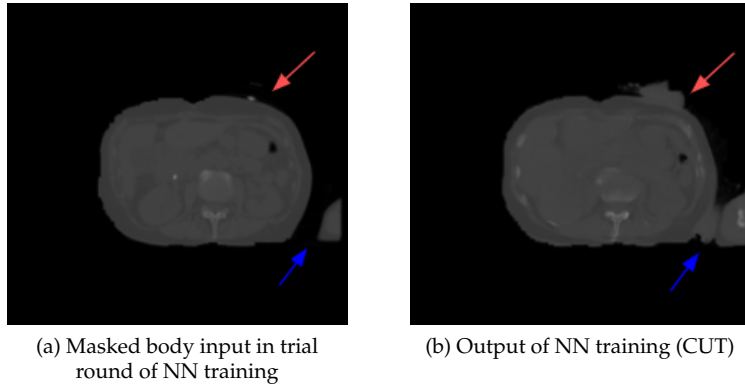 (a) Masked body input in trial
round of NN training
(b) Output of NN training (CUT)